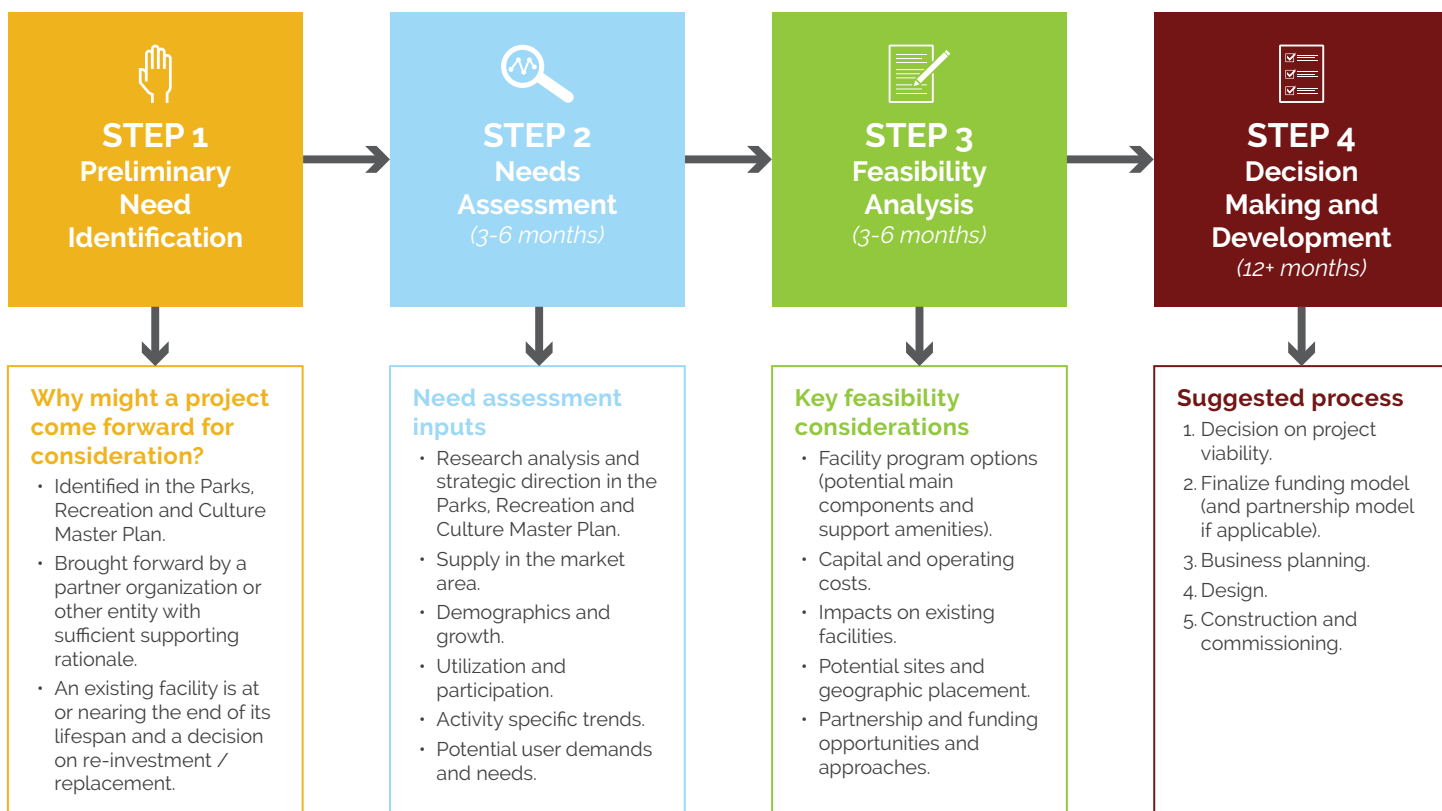 STEP 1
Preliminary
Need
Identification
STEP 2
Needs
Assessment
(3-6 months)
STEP 3
Feasibility
Analysis
(3-6 months)
STEP 4
Decision
Making and
Development
(12+ months)
Why might a project
come forward for
consideration?
• Identified in the Parks,
Recreation and Culture
Master Plan.
• Brought forward by a
partner organization or
other entity with
sufficient supporting
rationale.
• An existing facility is at
or nearing the end of its
lifespan and a decision
on re-investment /
replacement.
Need assessment
inputs
• Research analysis and
strategic direction in the
Parks, Recreation and
Culture Master Plan.
• Supply in the market
area.
• Demographics and
growth.
• Utilization and
participation.
• Activity specific trends.
• Potential user demands
and needs.
Key feasibility
considerations
• Facility program options
(potential main
components and
support amenities).
• Capital and operating
costs.
• Impacts on existing
facilities.
• Potential sites and
geographic placement.
• Partnership and funding
opportunities and
approaches.
Suggested process
1. Decision on project
viability.
2. Finalize funding model
(and partnership model
if applicable).
3. Business planning.
4. Design.
5. Construction and
commissioning.